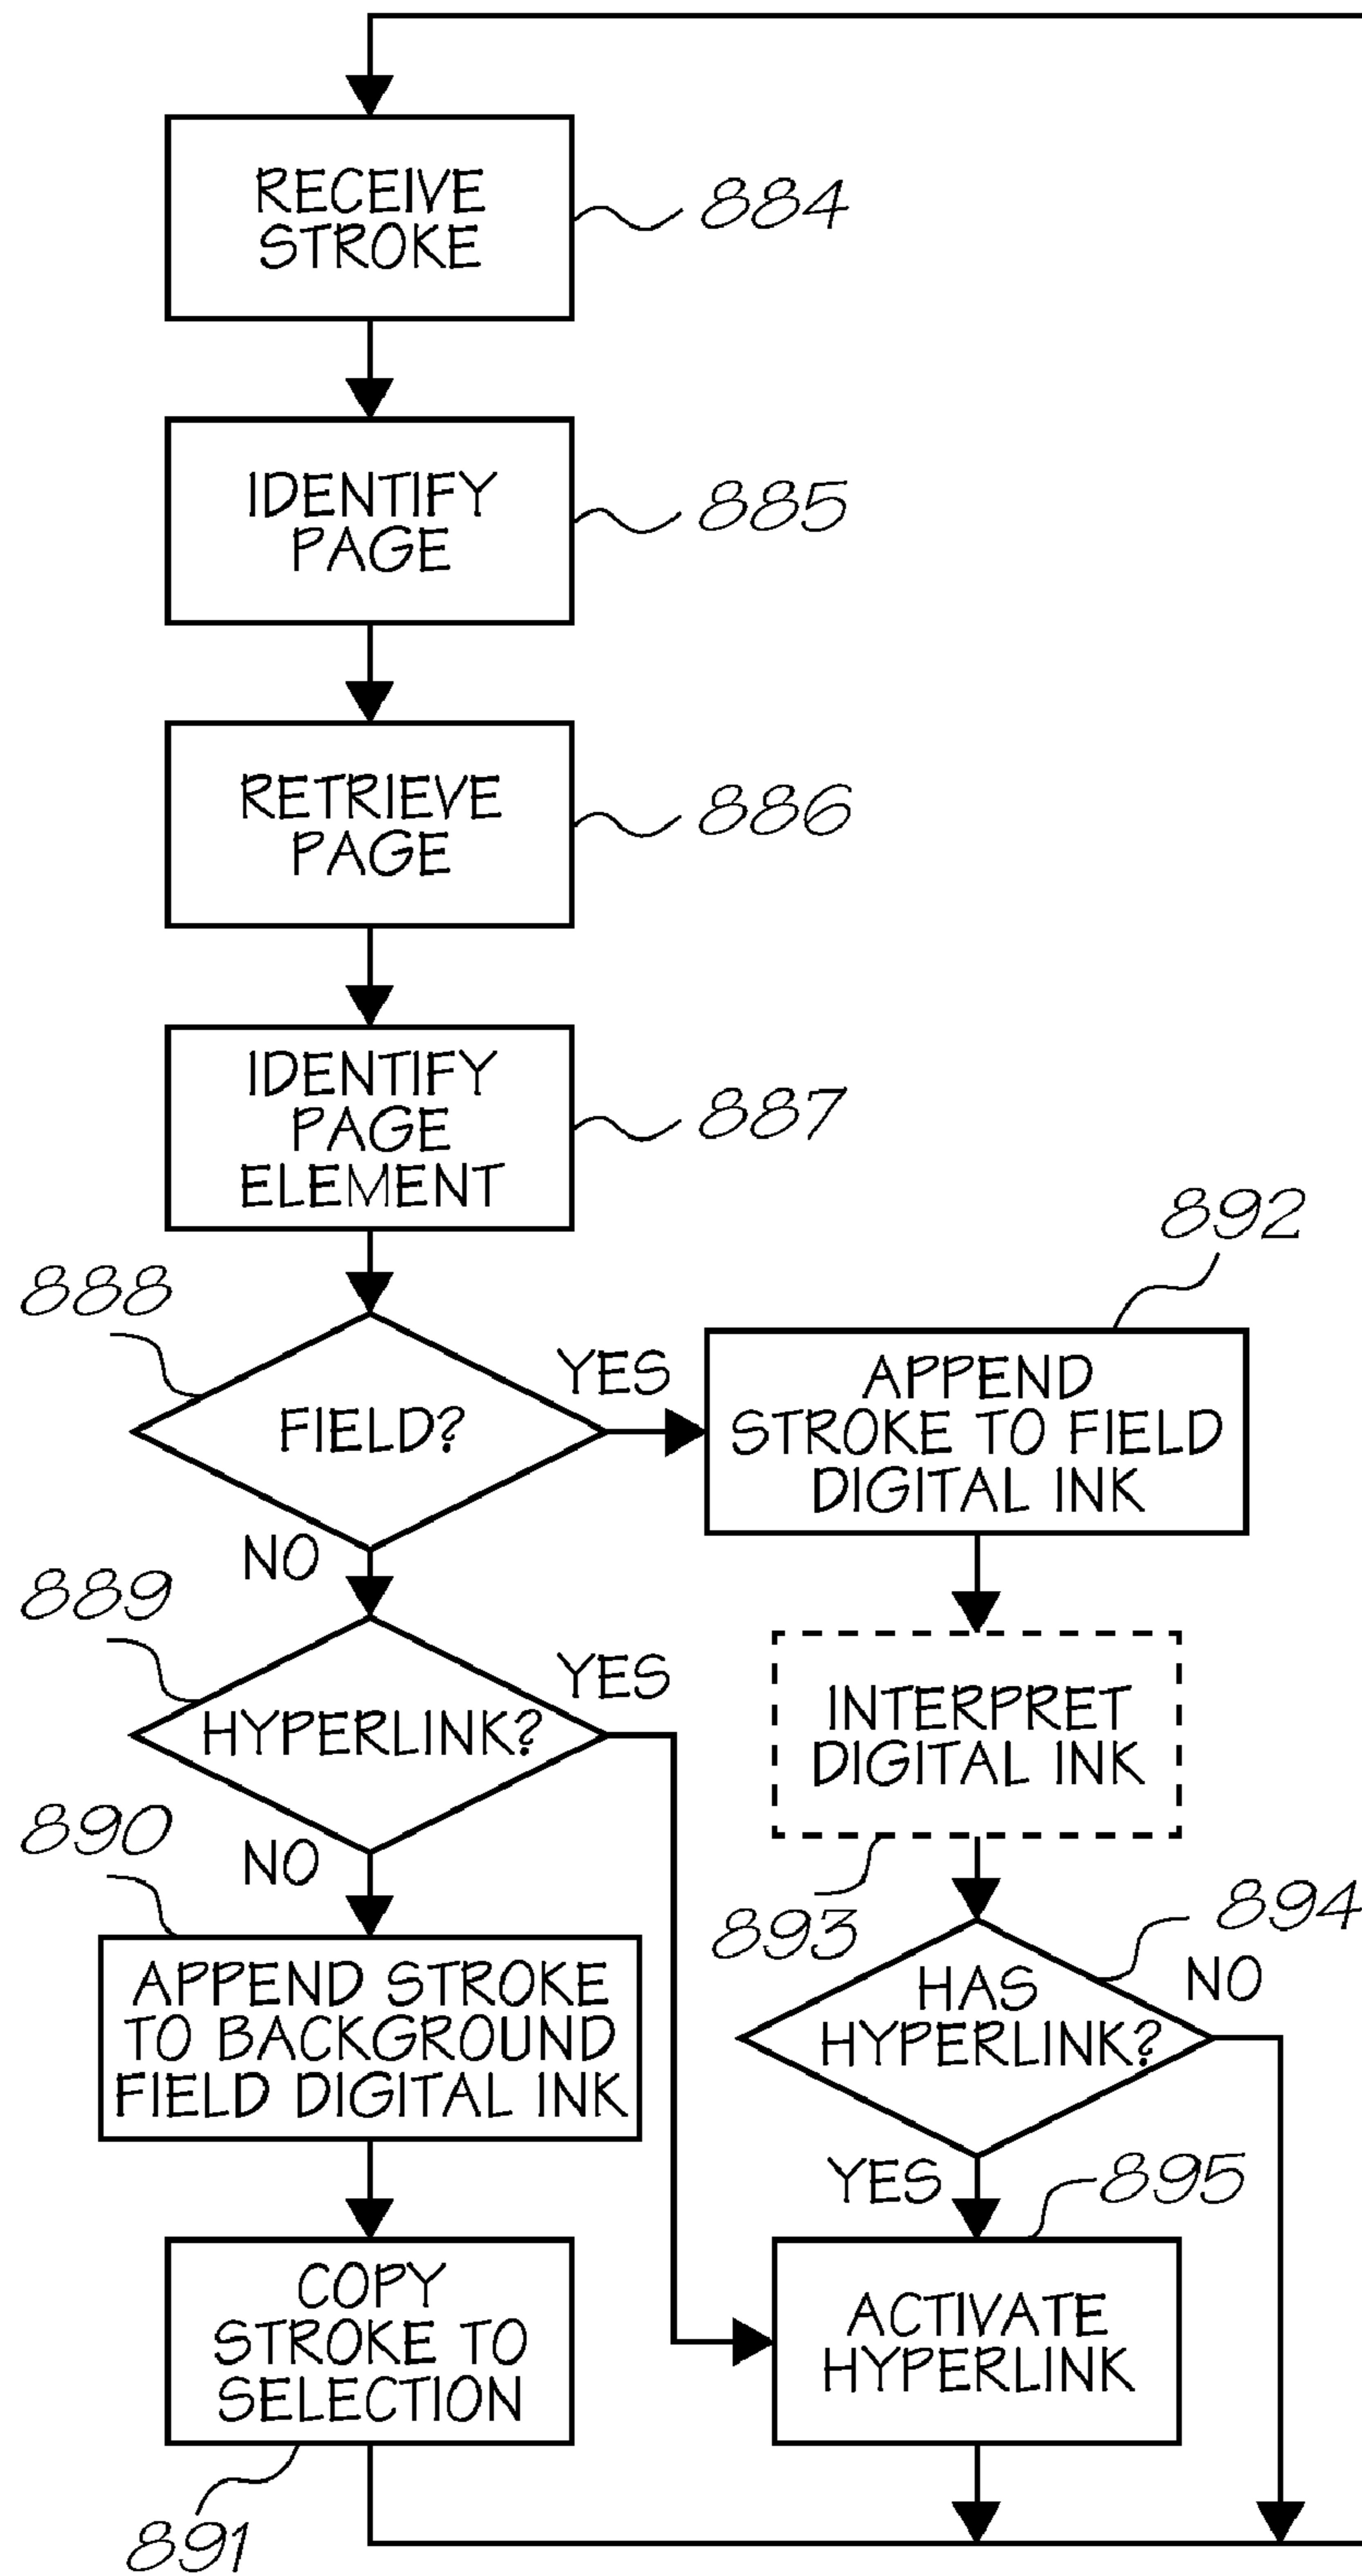 RECEIVE
STROKE
884
IDENTIFY
PAGE
885
RETRIEVE
PAGE
886
IDENTIFY
PAGE
ELEMENT
887
888
FIELD?
YES
NO
892
APPEND
STROKE TO FIELD
DIGITAL INK
889
HYPERLINK?
YES
NO
INTERPRET
DIGITAL INK
893
890
APPEND STROKE
TO BACKGROUND
FIELD DIGITAL INK
894
HAS
HYPERLINK?
NO
YES
895
COPY
STROKE TO
SELECTION
891
ACTIVATE
HYPERLINK